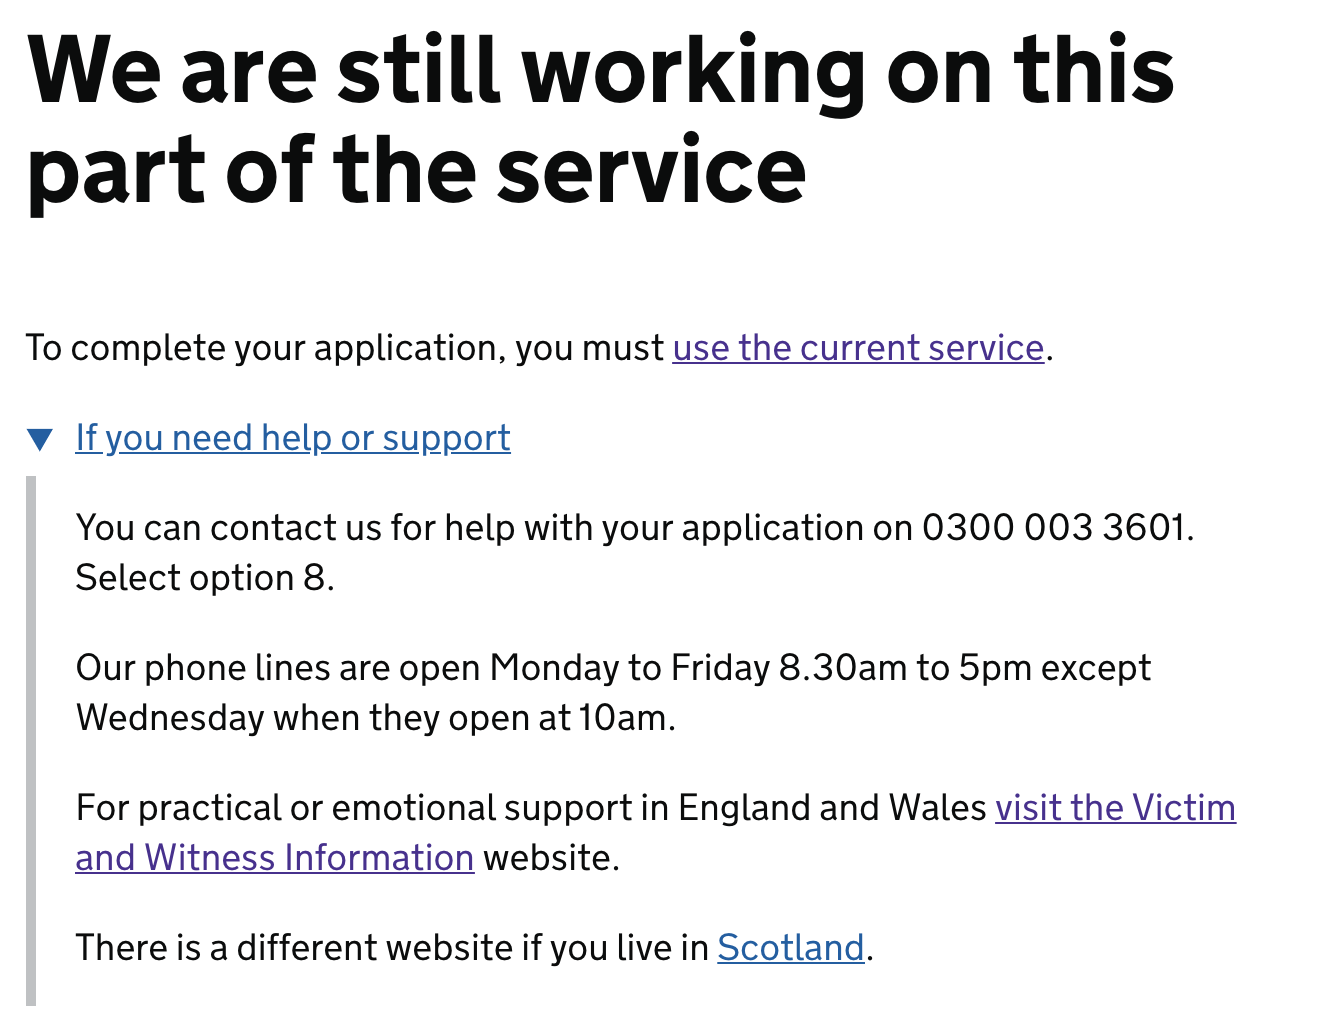 We are still working on this
part of the service
To complete your application, you must use the current service.
If you need help or support
You can contact us for help with your application on 0300 003 3601.
Select option 8.
Our phone lines are open Monday to Friday 8.30am to 5pm except
Wednesday when they open at 10am.
For practical or emotional support in England and Wales visit the Victim
and Witness Information website.
There is a different website if you live in Scotland.